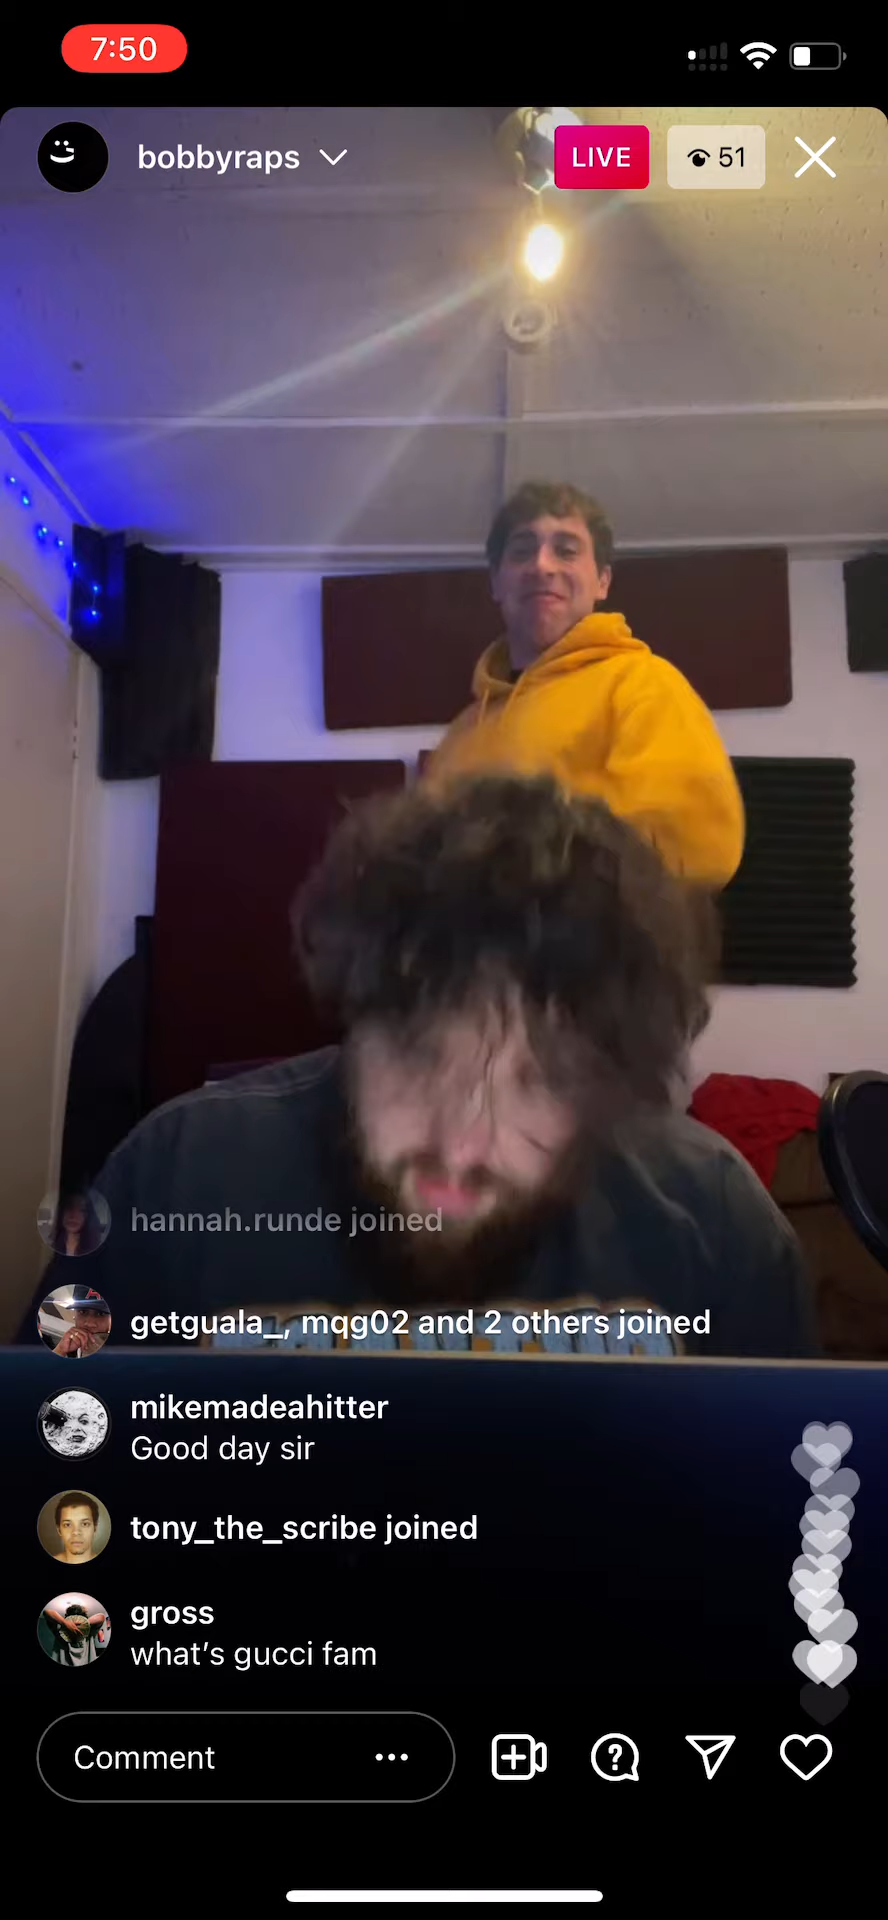 7:50
bobbyraps
LIVE
51
hannah.runde joined
getguala_, mqg02 and 2 others joined
mikemadeahitter
Good day sir
tony_the_scribe joined
gross
what’s gucci fam
Comment